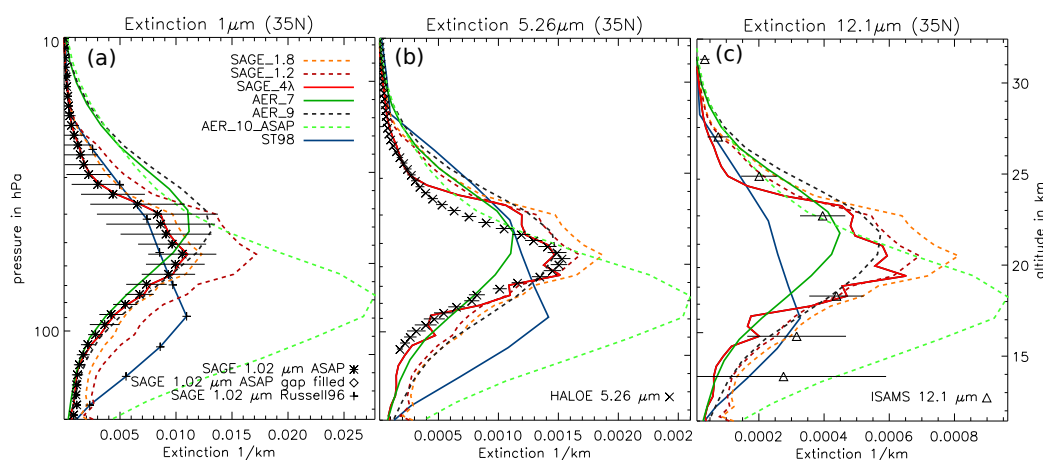 Extinction 1μm (35N)
Extinction 5.26μm (35N)
Extinction 12.1μm (35N)
(a)
(b)
(c)
10
100
pressure in hPa
SAGE_1.8
SAGE_1.2
SAGE_4λ
AER_7
AER_9
AER_10_ASAP
ST98
SAGE 1.02 μm ASAP
SAGE 1.02 μm ASAP gap filled
SAGE 1.02 μm Russell96
HALOE 5.26 μm
ISAMS 12.1 μm
30
25
20
15
altitude in km
0.005 0.010 0.015 0.020 0.025
0.0005 0.0010 0.0015 0.0020
0.0002 0.0004 0.0006 0.0008
Extinction 1/km
Extinction 1/km
Extinction 1/km